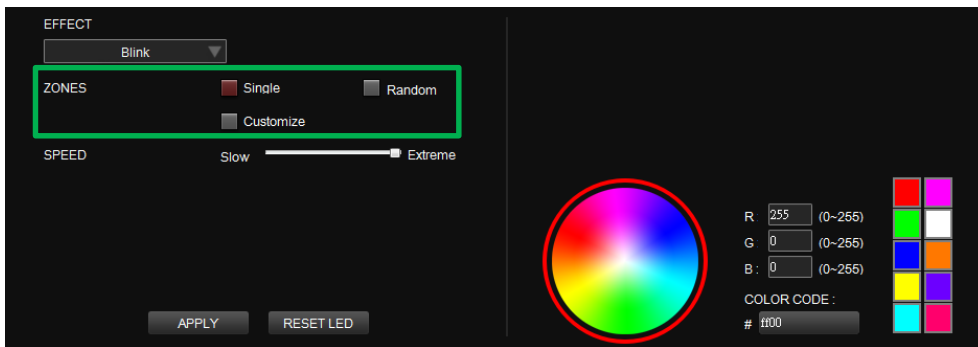 EFFECT
Blink
ZONES Single Random
Customize
SPEED Slow Extreme
R 255 (0~255)
G : 0 (0~255)
B : 0 (0~255)
COLOR CODE :
# ff00
APPLY RESET LED